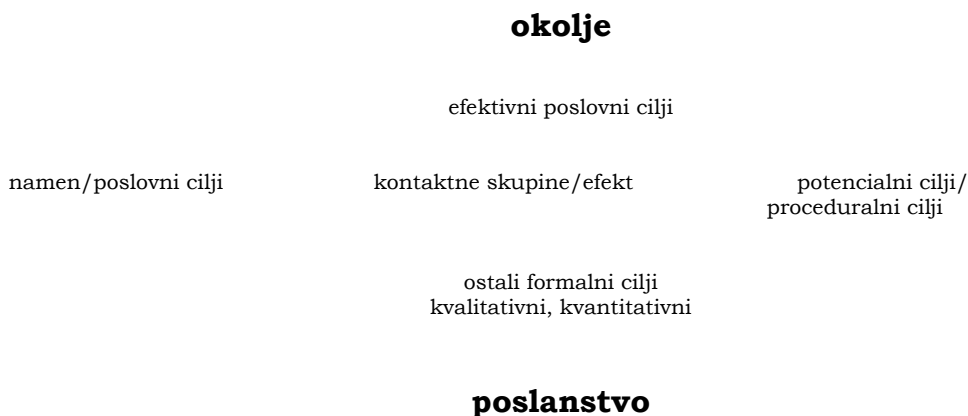 okolje
efektivni poslovni cilji
namen/poslovni cilji
kontaktne skupine/efekt
potencialni cilji/
proceduralni cilji
ostali formalni cilji
kvalitativni, kvantitativni
poslanstvo